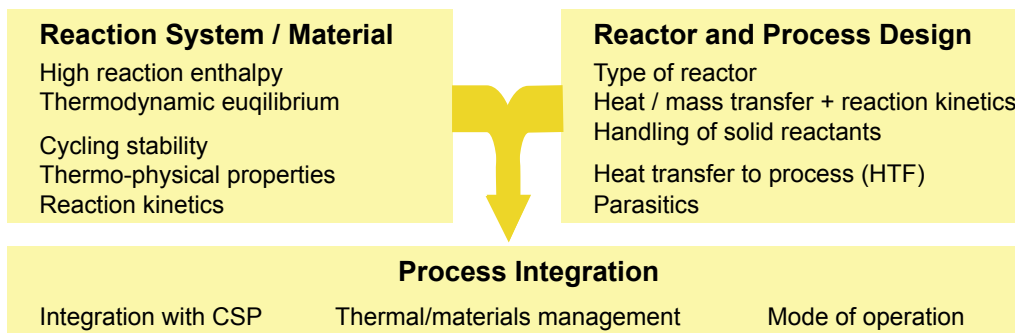 Reaction System / Material
High reaction enthalpy
Thermodynamic euqilibrium
Cycling stability
Thermo-physical properties
Reaction kinetics
Reactor and Process Design
Type of reactor
Heat / mass transfer + reaction kinetics
Handling of solid reactants
Heat transfer to process (HTF)
Parasitics
Process Integration
Integration with CSP Thermal/materials management Mode of operation